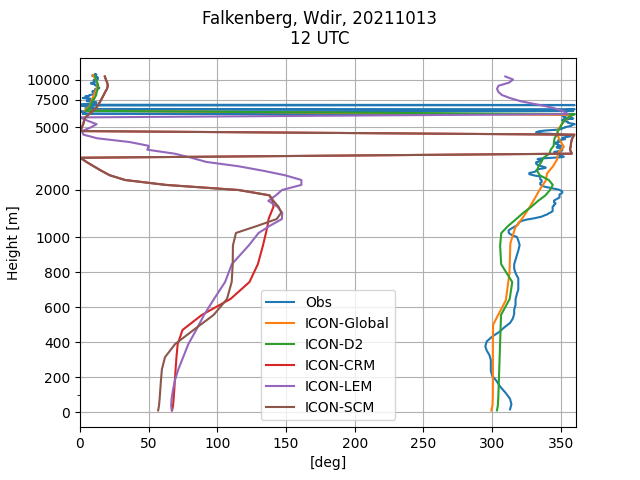 Falkenberg, Wdir, 20211013
12 UTC
10000
7500
5000
2000
1000
800
600
400
200
0
Height [m]
Obs
ICON-Global
ICON-D2
ICON-CRM
ICON-LEM
ICON-SCM
0 50 100 150 200 250 300 350
[deg]